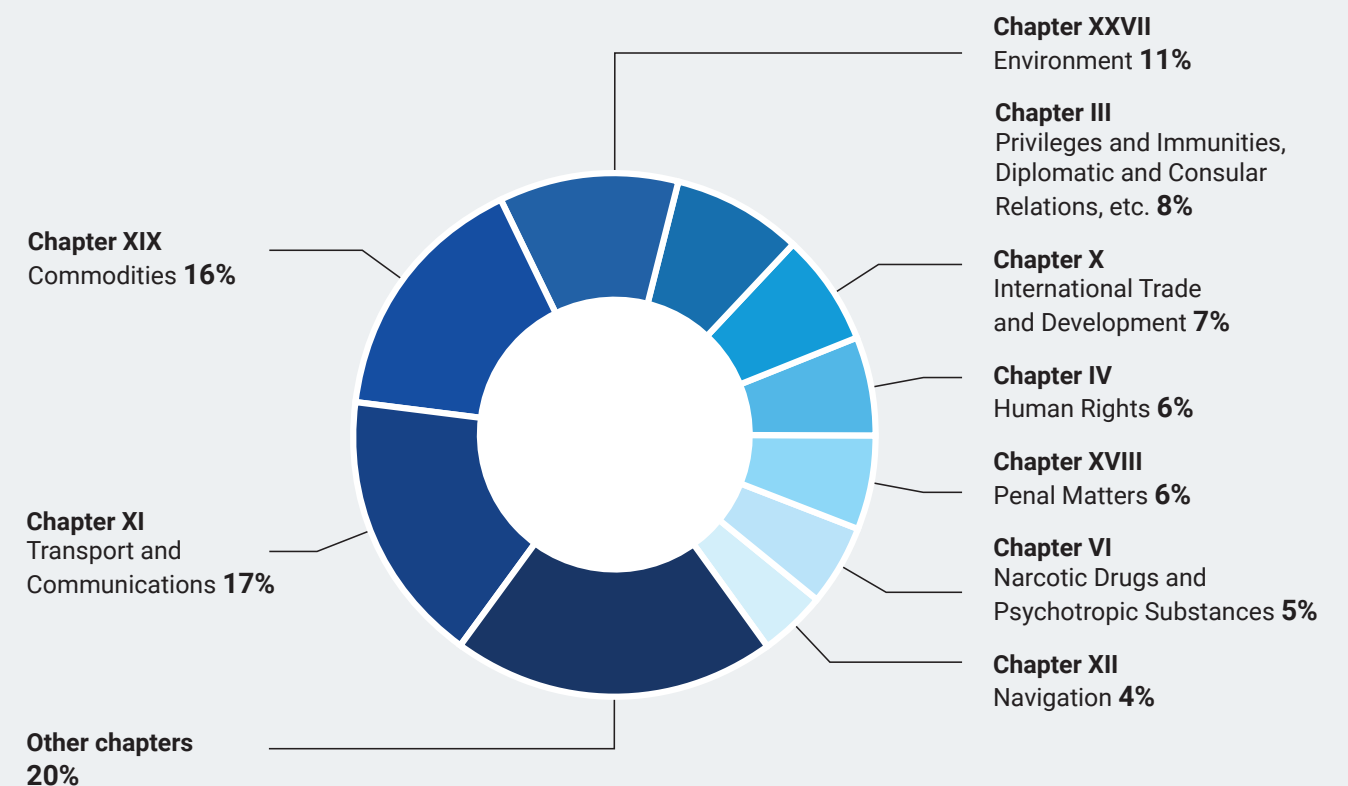 Chapter XXVII
Environment 11%
Chapter III
Privileges and Immunities,
Diplomatic and Consular
Relations, etc. 8%
Chapter X
International Trade
and Development 7%
Chapter IV
Human Rights 6%
Chapter XVIII
Penal Matters 6%
Chapter VI
Narcotic Drugs and
Psychotropic Substances 5%
Chapter XII
Navigation 4%
Chapter XIX
Commodities 16%
Chapter XI
Transport and
Communications 17%
Other chapters
20%